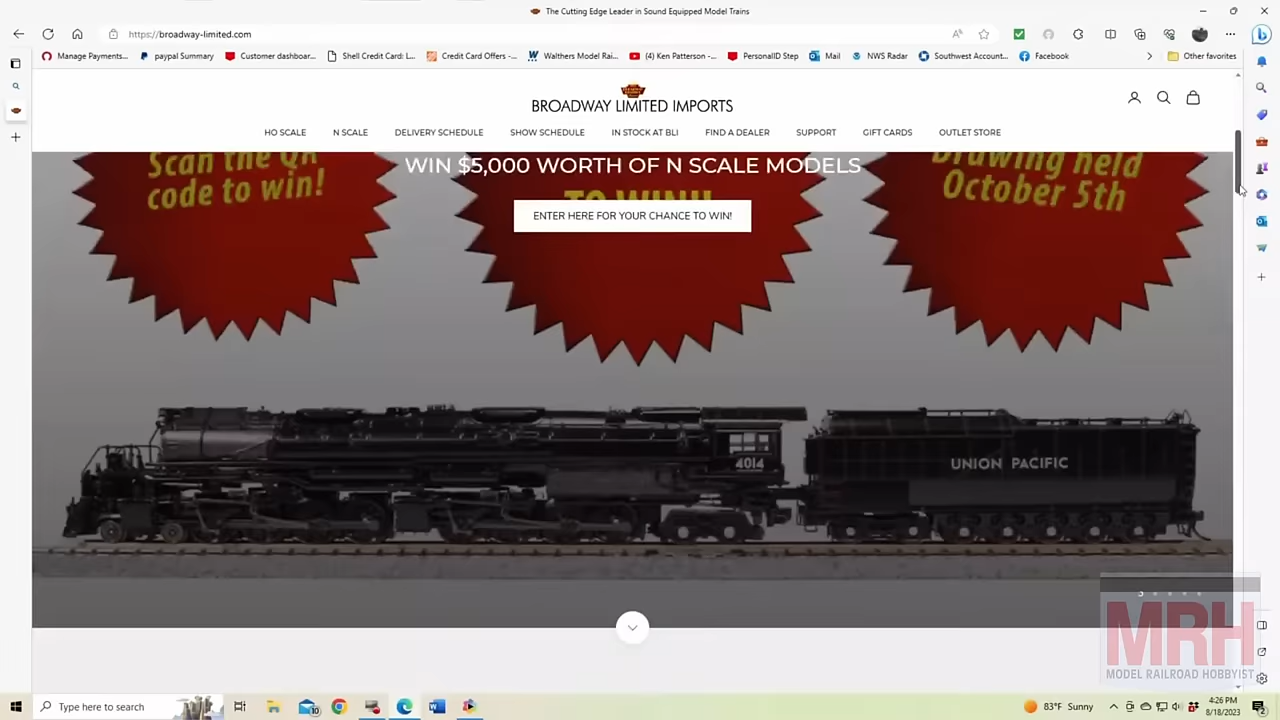 The Cutting Edge Leader in Sound Equipped Model Trains
https://broadway-limited.com
Manage Payments...
paypal Summary
Customer dashboar...
Shell Credit Card: L...
Credit Card Offers -...
Walthers Model Rai...
(4) Ken Patterson -...
PersonalID Step
Mail
NWS Radar
Southwest Account...
Facebook
Other favorites
BROADWAY LIMITED IMPORTS
HO SCALE
N SCALE
DELIVERY SCHEDULE
SHOW SCHEDULE
IN STOCK AT BLI
FIND A DEALER
SUPPORT
GIFT CARDS
OUTLET STORE
Scan the QR
code to win!
WIN $5,000 WORTH OF N SCALE MODELS
TO WIN!!
ENTER HERE FOR YOUR CHANCE TO WIN!
Drawing held
October 5th
4014
UNION PACIFIC
MRH
MODEL RAILROAD HOBBYIST
Type here to search
10
83°F Sunny
4:26 PM
8/18/2023
2